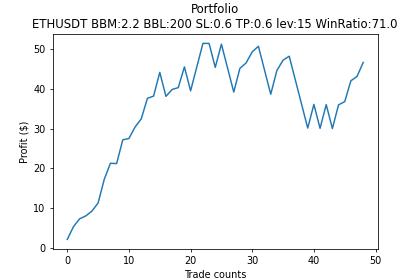 Portfolio
ETHUSDT BBM:2.2 BBL:200 SL:0.6 TP:0.6 lev:15 WinRatio:71.0
Profit ($)
50
40
30
20
10
0
0 10 20 30 40 50
Trade counts